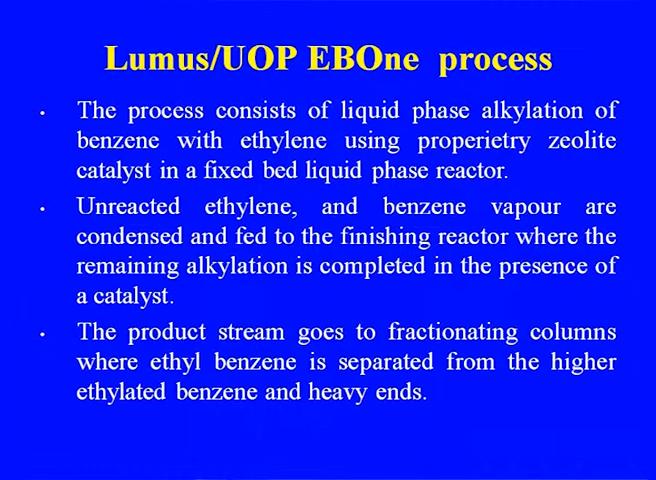 Lumus/UOP EBOne process
• The process consists of liquid phase alkylation of
benzene with ethylene using properietry zeolite
catalyst in a fixed bed liquid phase reactor.
• Unreacted ethylene, and benzene vapour are
condensed and fed to the finishing reactor where the
remaining alkylation is completed in the presence of
a catalyst.
• The product stream goes to fractionating columns
where ethyl benzene is separated from the higher
ethylated benzene and heavy ends.